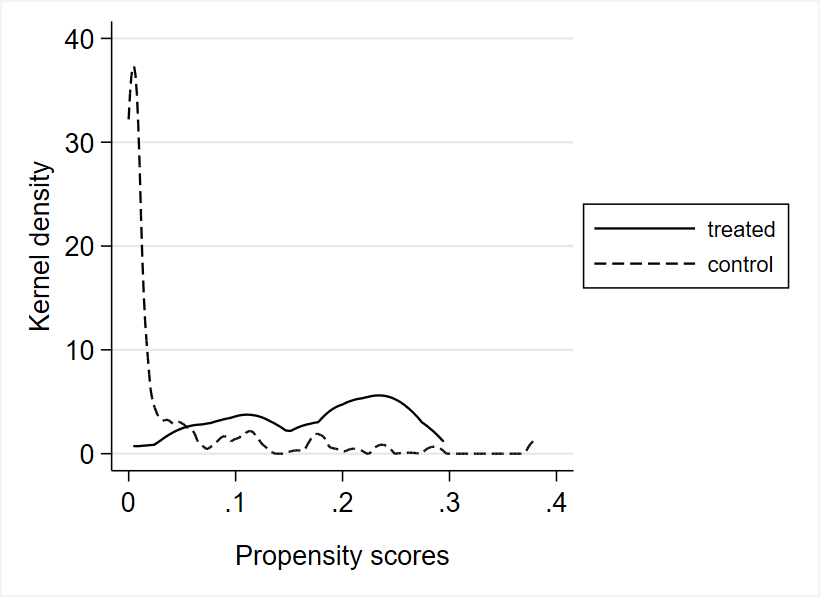 40
30
20
10
0
Kernel density
0
.1
.2
.3
.4
Propensity scores
treated
control